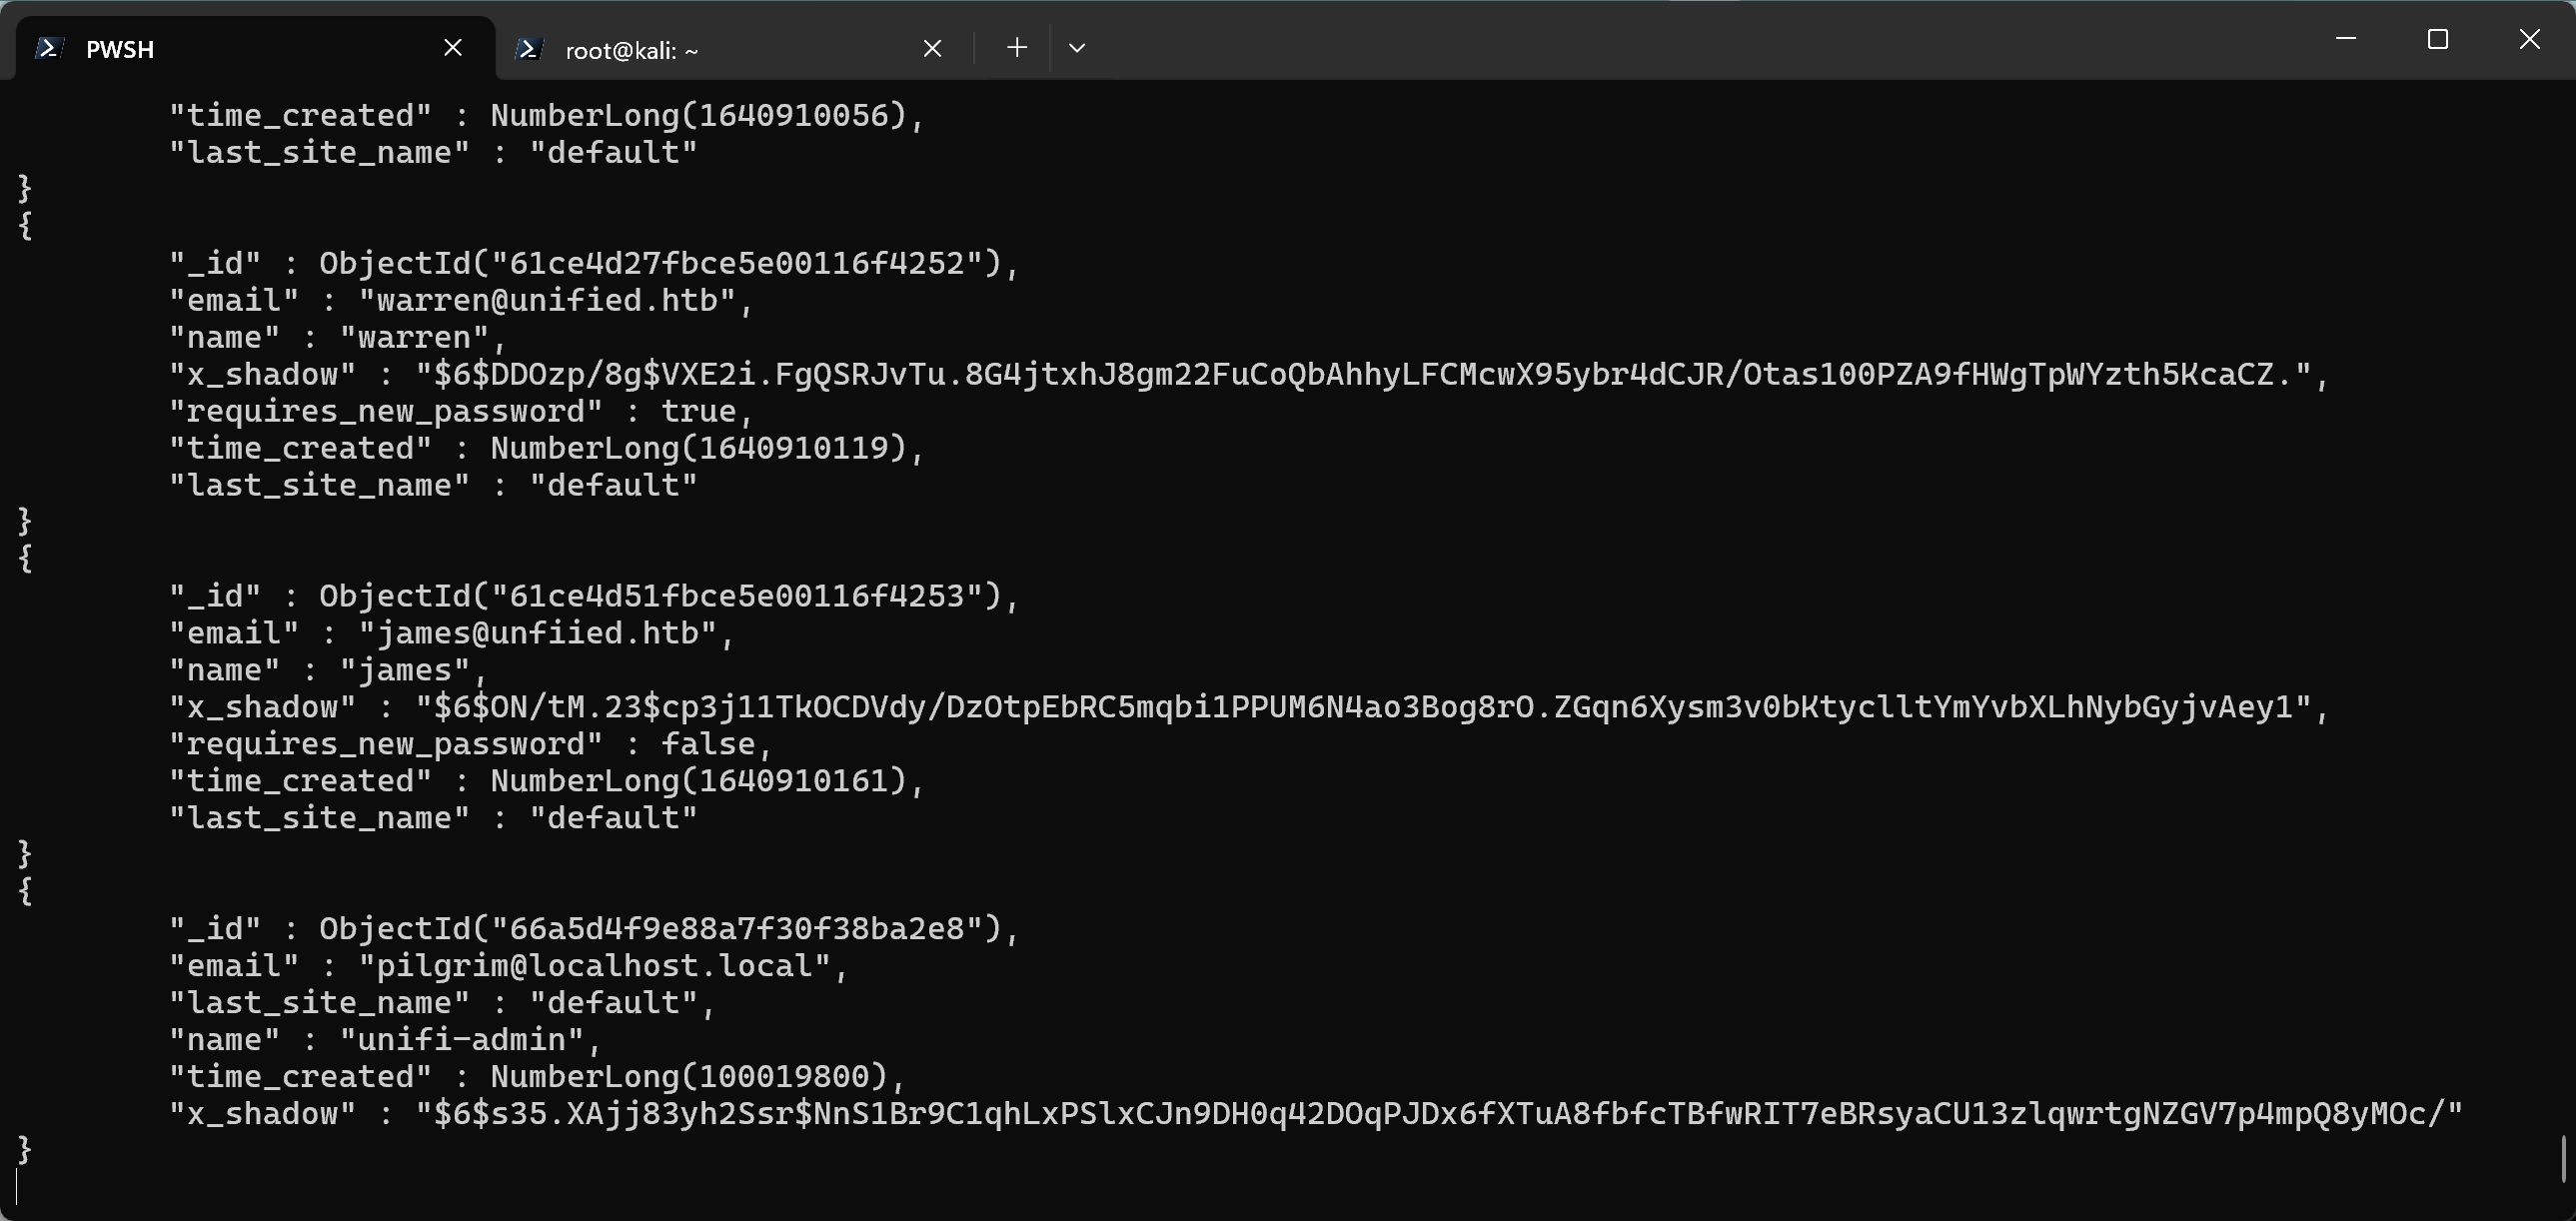 PWSH
root@kali: ~
"time_created" : NumberLong(1640910056),
"last_site_name" : "default"
}
{
"_id" : ObjectId("61ce4d27fbce5e00116f4252"),
"email" : "warren@unified.htb",
"name" : "warren",
"x_shadow" : "$6$DDOzp/8g$VXE2i.FgQSRJvTu.8G4jtxhJ8gm22FuCoQbAhhyLFCMcwX95ybr4dCJR/Otas100PZA9fHWgTpWYzth5KcaCZ.",
"requires_new_password" : true,
"time_created" : NumberLong(1640910119),
"last_site_name" : "default"
}
{
"_id" : ObjectId("61ce4d51fbce5e00116f4253"),
"email" : "james@unfiied.htb",
"name" : "james",
"x_shadow" : "$6$ON/tM.23$cp3j11TkOCDVdy/DzOtpEbRC5mqbi1PPUM6N4ao3Bog8rO.ZGqn6Xysm3v0bKtyclltYmYvbXLhNybGyjvAey1",
"requires_new_password" : false,
"time_created" : NumberLong(1640910161),
"last_site_name" : "default"
}
{
"_id" : ObjectId("66a5d4f9e88a7f30f38ba2e8"),
"email" : "pilgrim@localhost.local",
"last_site_name" : "default",
"name" : "unifi-admin",
"time_created" : NumberLong(100019800),
"x_shadow" : "$6$s35.XAjj83yh2Ssr$NnS1Br9C1qhLxPSlxCJn9DH0q42DOqPJDx6fXTuA8fbfcTBfwRIT7eBRsyaCU13zlqwrtgNZGV7p4mpQ8yMOc/"
}